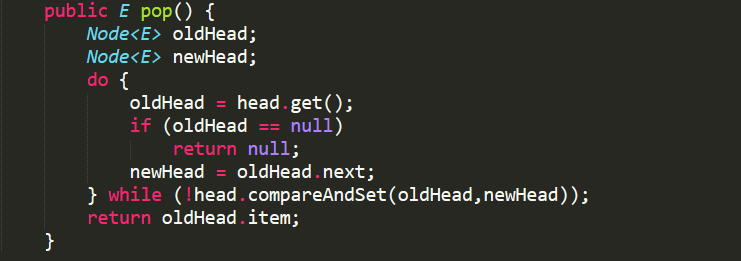 public E pop() {
    Node<E> oldHead;
    Node<E> newHead;
    do {
        oldHead = head.get();
        if (oldHead == null)
            return null;
        newHead = oldHead.next;
    } while (!head.compareAndSet(oldHead,newHead));
    return oldHead.item;
}